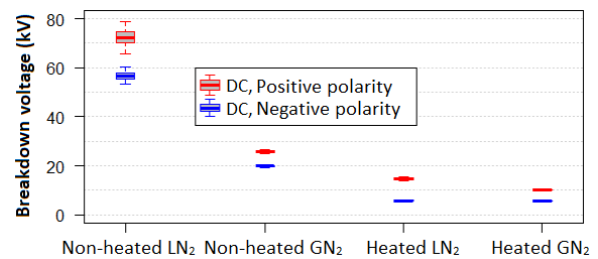 Breakdown voltage (kV)
80
60
40
20
0
DC, Positive polarity
DC, Negative polarity
Non-heated LN₂ Non-heated GN₂ Heated LN₂ Heated GN₂